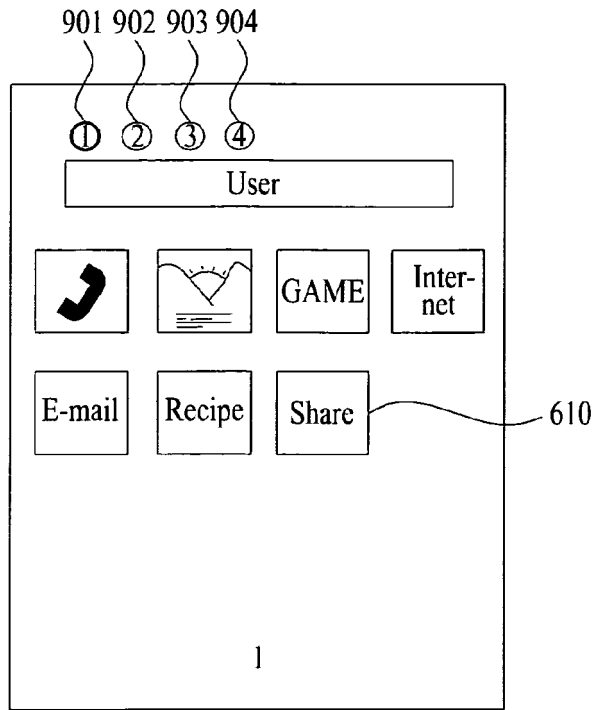 901 902 903 904
① ② ③ ④
User
GAME Inter-
net
E-mail Recipe Share
610
1